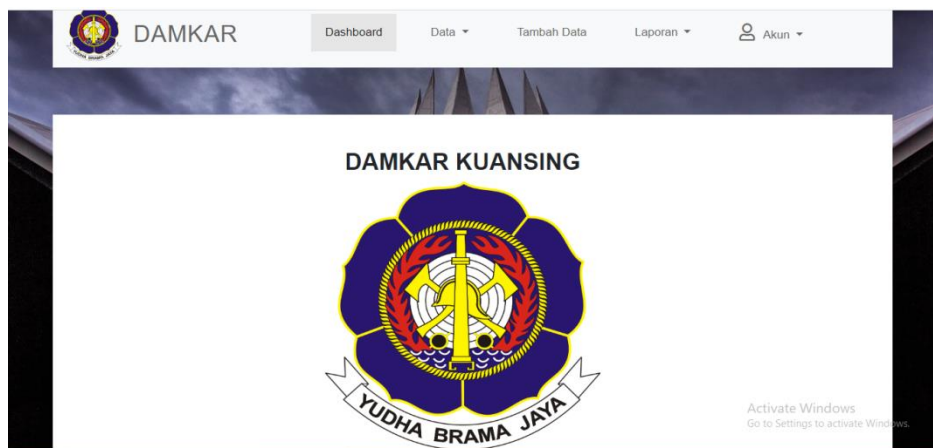 DAMKAR
Dashboard
Data
Tambah Data
Laporan
Akun
DAMKAR KUANSING
YUDHA BRAMA JAYA
Activate Windows
Go to Settings to activate Windows.